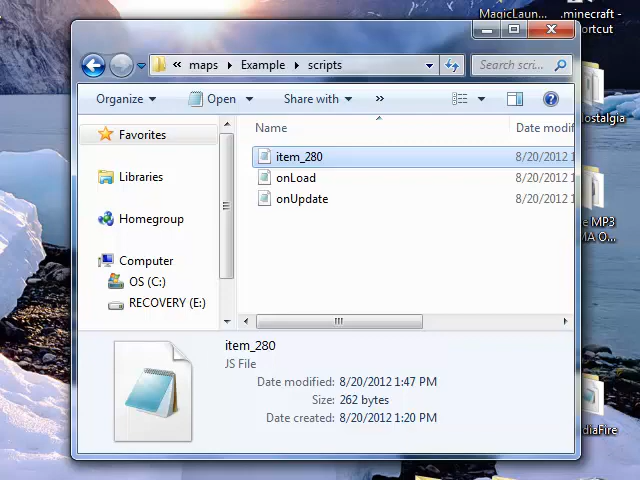 MagicLaun...
.minecraft -
ortcut
« maps Example scripts
Search scri...
Organize
Open
Share with
»
Favorites
Libraries
Homegroup
Computer
OS (C:)
RECOVERY (E:)
Name
Date modif
item_280
8/20/2012 1
onLoad
8/20/2012 1
onUpdate
8/20/2012 1
item_280
JS File
Date modified: 8/20/2012 1:47 PM
Size: 262 bytes
Date created: 8/20/2012 1:20 PM
ostalgia
e MP3
MA O...
diaFire